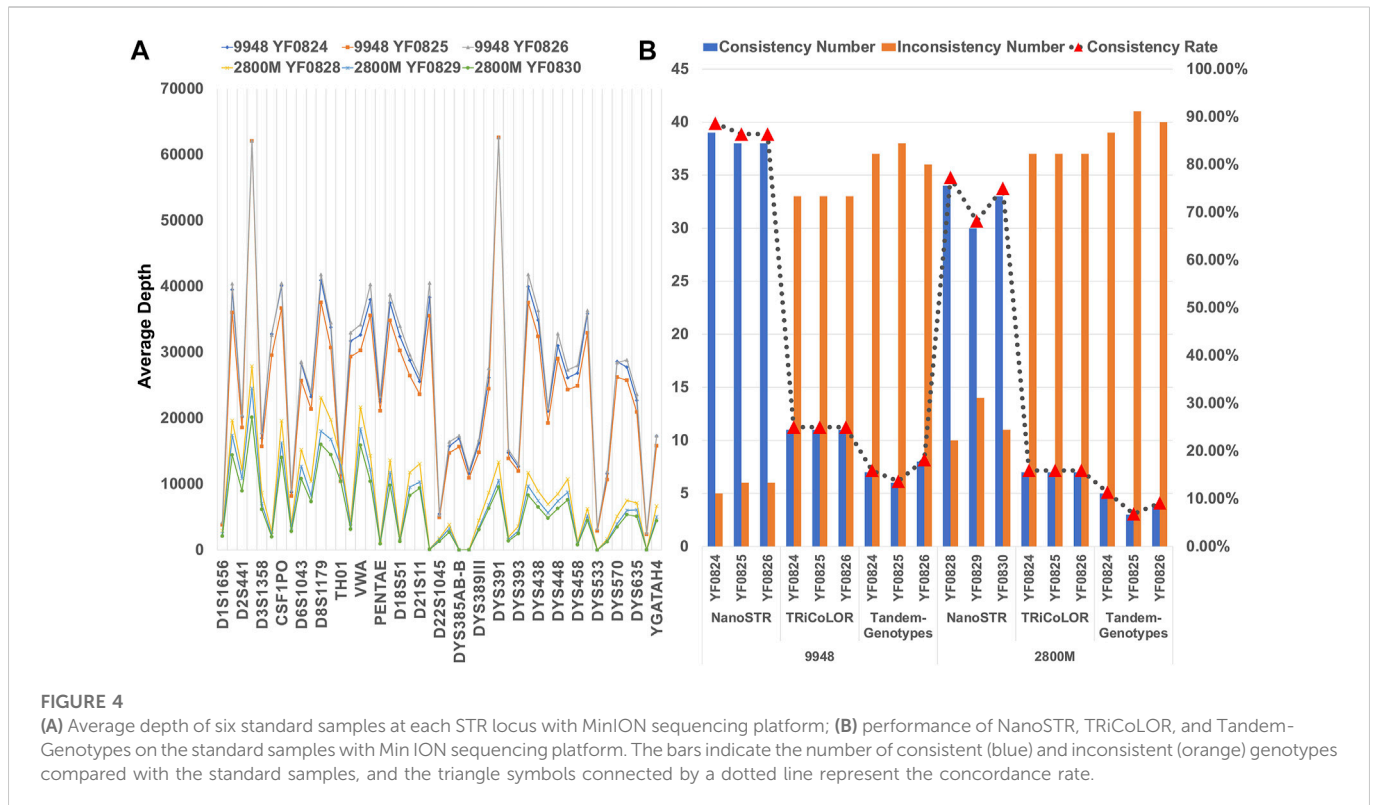 A
9948 YF0824 9948 YF0825 9948 YF0826
2800M YF0828 2800M YF0829 2800M YF0830
Average Depth
70000
60000
50000
40000
30000
20000
10000
0
D1S1656
D2S441
D3S1358
CSF1PO
D6S1043
D8S1179
TH01
VWA
PENTAE
D18S51
D21S11
D22S1045
DYS385AB-B
DYS389III
DYS391
DYS393
DYS438
DYS448
DYS458
DYS533
DYS570
DYS635
YGATAH4
B
Consistency Number Inconsistency Number Consistency Rate
45
40
35
30
25
20
15
10
5
0
100.00%
90.00%
80.00%
70.00%
60.00%
50.00%
40.00%
30.00%
20.00%
10.00%
0.00%
YF0824
YF0825
YF0826
YF0824
YF0825
YF0826
YF0824
YF0825
YF0826
YF0828
YF0829
YF0830
YF0824
YF0825
YF0826
YF0824
YF0825
YF0826
NanoSTR TRiCoLOR Tandem- NanoSTR TRiCoLOR Tandem-
Genotypes Genotypes
9948 2800M
FIGURE 4
(A) Average depth of six standard samples at each STR locus with MinION sequencing platform; (B) performance of NanoSTR, TRiCoLOR, and Tandem-
Genotypes on the standard samples with Min ION sequencing platform. The bars indicate the number of consistent (blue) and inconsistent (orange) genotypes
compared with the standard samples, and the triangle symbols connected by a dotted line represent the concordance rate.